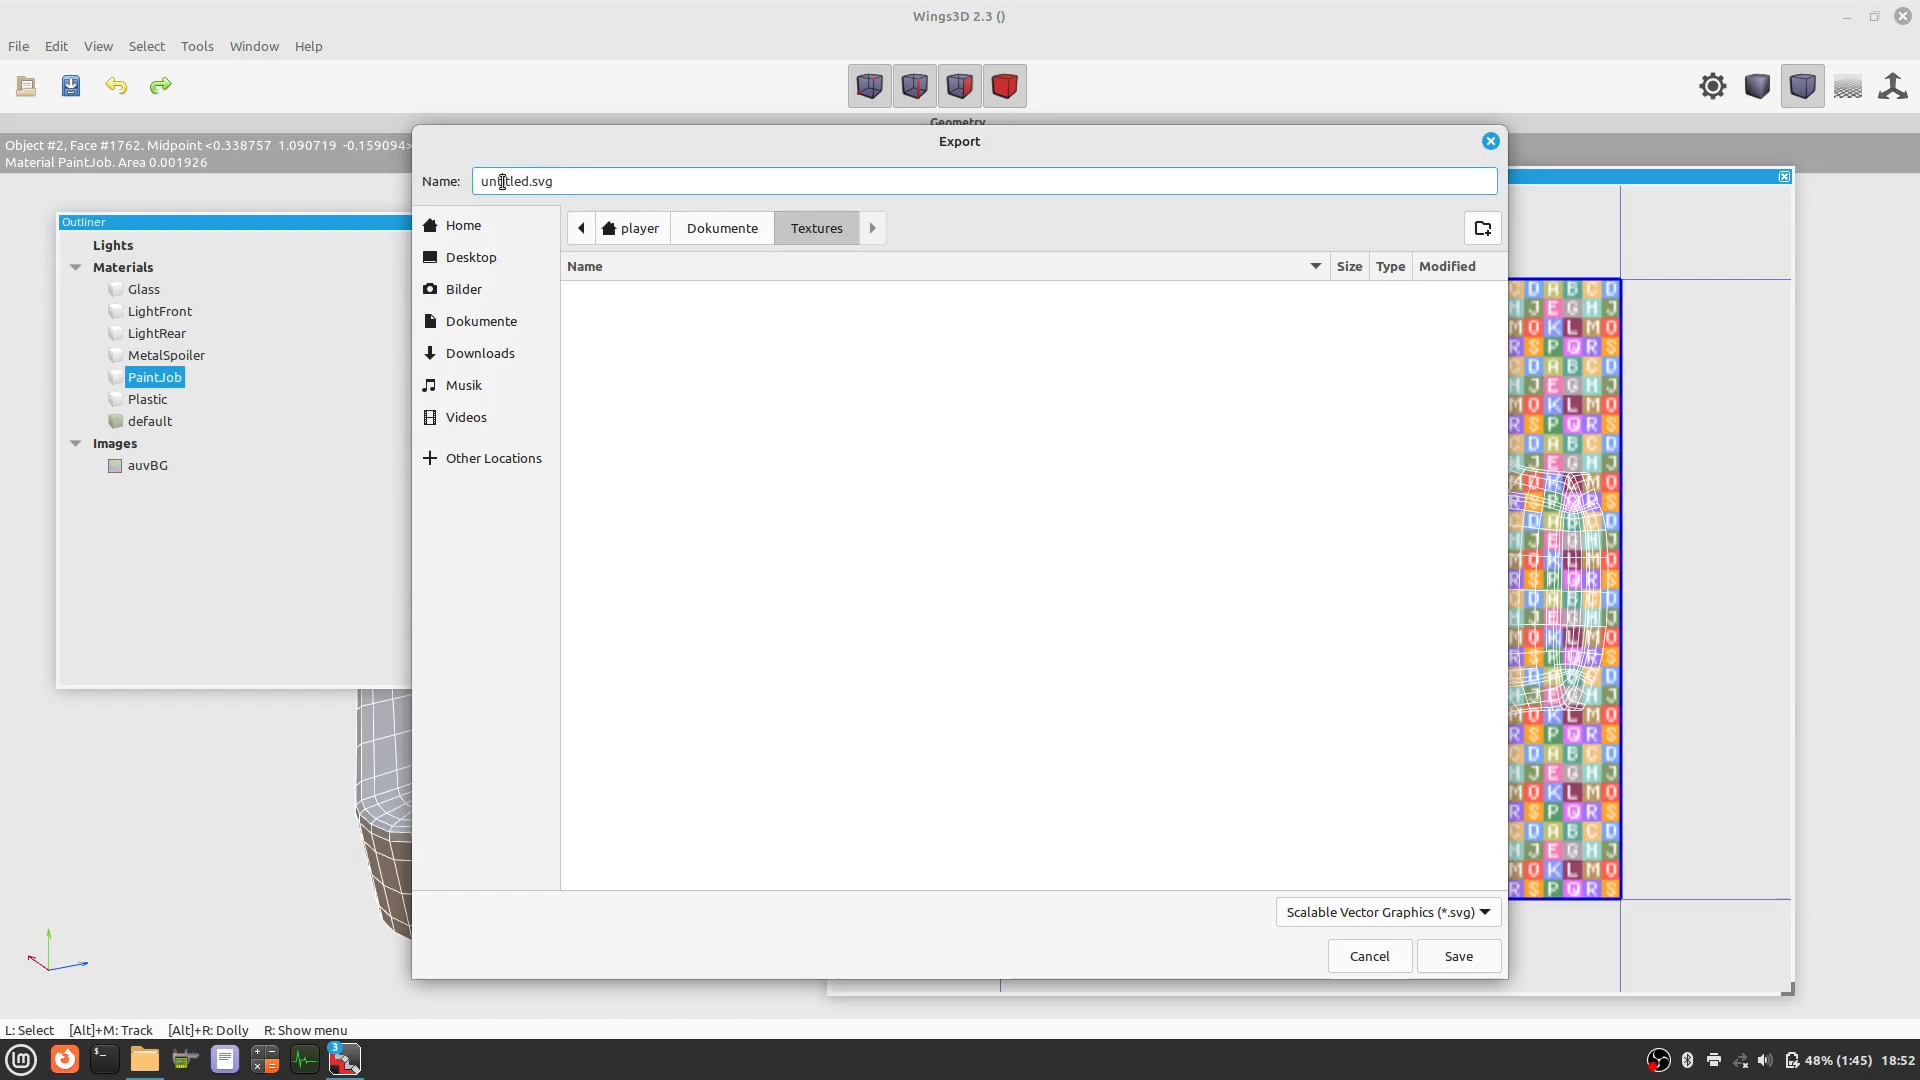 Wings3D 2.3 ()
File Edit View Select Tools Window Help
Geometry
Object #2, Face #1762. Midpoint <0.338757 1.090719 -0.159094>
Material PaintJob. Area 0.001926
Export
Name: untitled.svg
Outliner
Lights
Materials
Glass
LightFront
LightRear
MetalSpoiler
PaintJob
Plastic
default
Images
auvBG
Home
Desktop
Bilder
Dokumente
Downloads
Musik
Videos
Other Locations
player Dokumente Textures
Name Size Type Modified
Scalable Vector Graphics (*.svg)
Cancel Save
L: Select [Alt]+M: Track [Alt]+R: Dolly R: Show menu
3
48% (1:45) 18:52